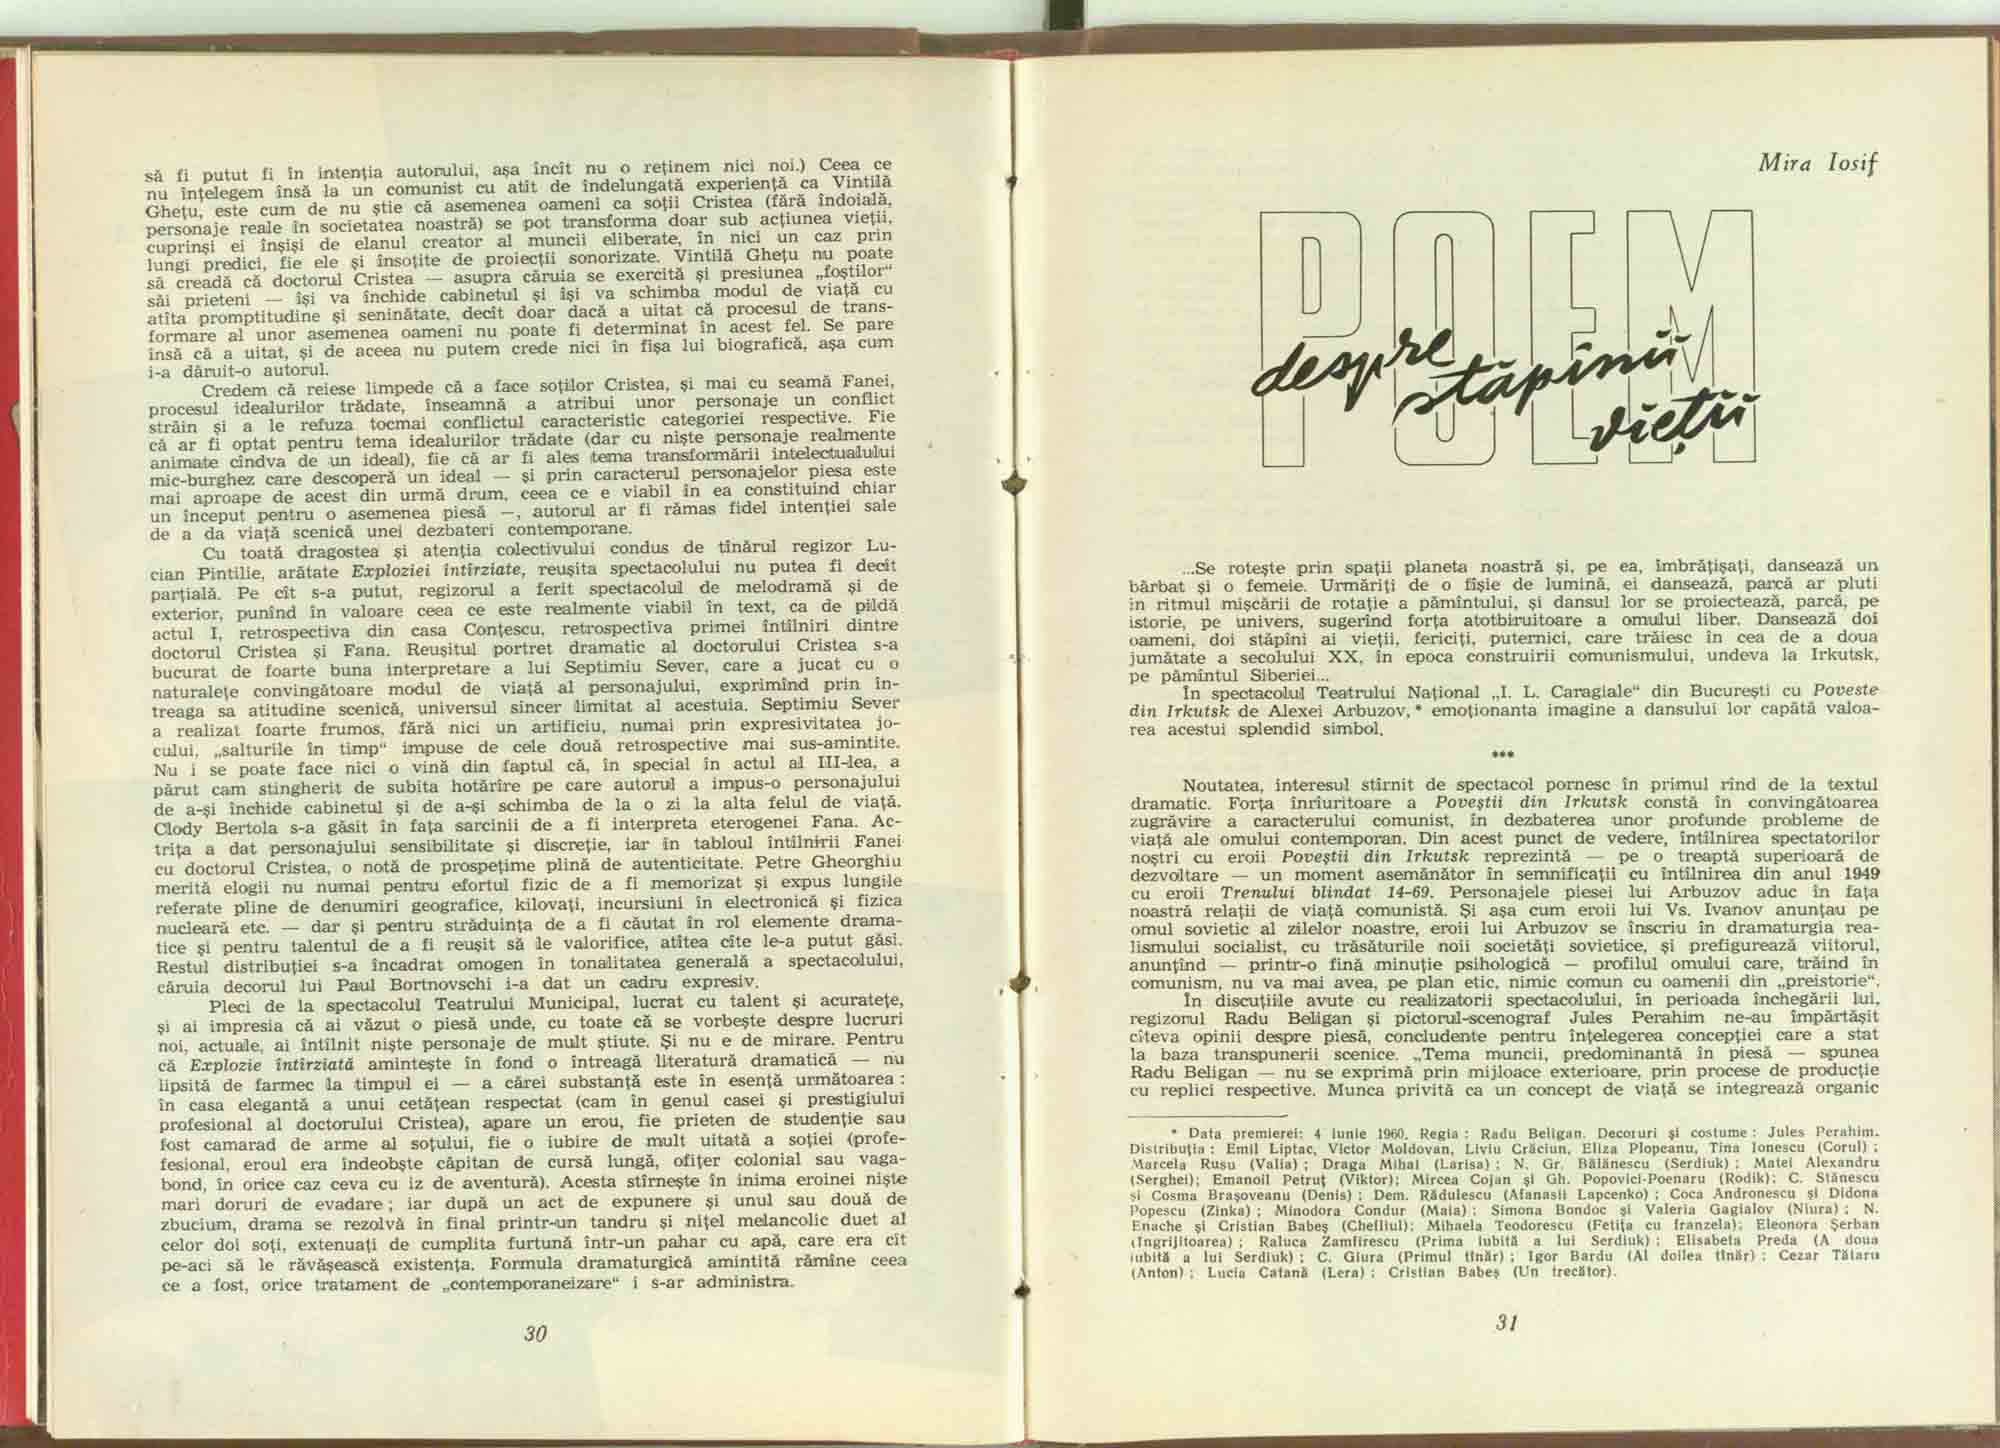 să fi putut fi în intenția autorului, așa încît nu o reținem nici noi.) Ceea ce
nu înțelegem însă la un comunist cu atît de îndelungată experiență ca Vintilă
Ghețu, este cum de nu știe că asemenea oameni ca soții Cristea (fără îndoială,
personaje reale în societatea noastră) se pot transforma doar sub acțiunea vieții,
cuprinși ei înșiși de elanul creator al muncii eliberate, în nici un caz prin
lungi predici, fie ele și însoțite de proiecții sonorizate. Vintilă Ghețu nu poate
să creadă că doctorul Cristea — asupra căruia se exercită și presiunea „foștilor“
săi prieteni — își va închide cabinetul și își va schimba modul de viață cu
atîta promptitudine și seninătate, decît doar dacă a uitat că procesul de trans-
formare al unor asemenea oameni nu poate fi determinat în acest fel. Se pare
însă că a uitat, și de aceea nu putem crede nici în fișa lui biografică, așa cum
i-a dăruit-o autorul.
Credem că reiese limpede că a face soților Cristea, și mai cu seamă Fanei,
procesul idealurilor trădate, înseamnă a atribui unor personaje un conflict
străin și a le refuza tocmai conflictul caracteristic categoriei respective. Fie
că ar fi optat pentru tema idealurilor trădate (dar cu niște personaje realmente
animate cîndva de un ideal), fie că ar fi ales tema transformării intelectualului
mic-burghez care descoperă un ideal — și prin caracterul personajelor piesa este
mai aproape de acest din urmă drum, ceea ce e viabil în ea constituind chiar
un început pentru o asemenea piesă —, autorul ar fi rămas fidel intenției sale
de a da viață scenică unei dezbateri contemporane.
Cu toată dragostea și atenția colectivului condus de tînărul regizor Lu-
cian Pintilie, arătate Exploziei întîrziate, reușita spectacolului nu putea fi decît
parțială. Pe cît s-a putut, regizorul a ferit spectacolul de melodramă și de
exterior, punînd în valoare ceea ce este realmente viabil în text, ca de pildă
actul I, retrospectiva din casa Conțescu, retrospectiva primei întîlniri dintre
doctorul Cristea și Fana. Reușitul portret dramatic al doctorului Cristea s-a
bucurat de foarte buna interpretare a lui Septimiu Sever, care a jucat cu o
naturalețe convingătoare modul de viață al personajului, exprimînd prin în-
treaga sa atitudine scenică, universul sincer limitat al acestuia. Septimiu Sever
a realizat foarte frumos, fără nici un artificiu, numai prin expresivitatea jo-
cului, „salturile în timp“ impuse de cele două retrospective mai sus-amintite.
Nu i se poate face nici o vină din faptul că, în special în actul al III-lea, a
părut cam stingherit de subita hotărîre pe care autorul a impus-o personajului
de a-și închide cabinetul și de a-și schimba de la o zi la alta felul de viață.
Clody Bertola s-a găsit în fața sarcinii de a fi interpreta eterogenei Fana. Ac-
trița a dat personajului sensibilitate și discreție, iar în tabloul întîlnirii Fanei
cu doctorul Cristea, o notă de prospețime plină de autenticitate. Petre Gheorghiu
merită elogii nu numai pentru efortul fizic de a fi memorizat și expus lungile
referate pline de denumiri geografice, kilovați, incursiuni în electronică și fizica
nucleară etc. — dar și pentru străduința de a fi căutat în rol elemente drama-
tice și pentru talentul de a fi reușit să le valorifice, atîtea cîte le-a putut găsi.
Restul distribuției s-a încadrat omogen în tonalitatea generală a spectacolului,
căruia decorul lui Paul Bortnovschi i-a dat un cadru expresiv.
Pleci de la spectacolul Teatrului Municipal, lucrat cu talent și acuratețe,
și ai impresia că ai văzut o piesă unde, cu toate că se vorbește despre lucruri
noi, actuale, ai întîlnit niște personaje de mult știute. Și nu e de mirare. Pentru
că Explozie întîrziată amintește în fond o întreagă literatură dramatică — nu
lipsită de farmec la timpul ei — a cărei substanță este în esență următoarea :
în casa elegantă a unui cetățean respectat (cam în genul casei și prestigiului
profesional al doctorului Cristea), apare un erou, fie prieten de studenție sau
fost camarad de arme al soțului, fie o iubire de mult uitată a soției (profe-
fesional, eroul era îndeobște căpitan de cursă lungă, ofițer colonial sau vaga-
bond, în orice caz ceva cu iz de aventură). Acesta stîrnește în inima eroinei niște
mari doruri de evadare ; iar după un act de expunere și unul sau două de
zbucium, drama se rezolvă în final printr-un tandru și nițel melancolic duet al
celor doi soți, extenuați de cumplita furtună într-un pahar cu apă, care era cît
pe-aci să le răvășească existența. Formula dramaturgică amintită rămîne ceea
ce a fost, orice tratament de „contemporaneizare“ i s-ar administra.
30
Mira Iosif
POEM
despre
stăpînii
vieții
...Se rotește prin spații planeta noastră și, pe ea, îmbrățișați, dansează un
bărbat și o femeie. Urmăriți de o fîșie de lumină, ei dansează, parcă ar pluti
in ritmul mișcării de rotație a pămîntului, și dansul lor se proiectează, parcă, pe
istorie, pe univers, sugerînd forța atotbiruitoare a omului liber. Dansează doi
oameni, doi stăpîni ai vieții, fericiți, puternici, care trăiesc în cea de a doua
jumătate a secolului XX, în epoca construirii comunismului, undeva la Irkutsk,
pe pămîntul Siberiei...
In spectacolul Teatrului Național „I. L. Caragiale“ din București cu Poveste
din Irkutsk de Alexei Arbuzov,* emoționanta imagine a dansului lor capătă valoa-
rea acestui splendid simbol.
***
Noutatea, interesul stîrnit de spectacol pornesc în primul rînd de la textul
dramatic. Forța înrîuritoare a Poveștii din Irkutsk constă în convingătoarea
zugrăvire a caracterului comunist, în dezbaterea unor profunde probleme de
viață ale omului contemporan. Din acest punct de vedere, întîlnirea spectatorilor
noștri cu eroii Poveștii din Irkutsk reprezintă — pe o treaptă superioară de
dezvoltare — un moment asemănător în semnificații cu întîlnirea din anul 1949
cu eroii Trenului blindat 14-69. Personajele piesei lui Arbuzov aduc în fața
noastră relații de viață comunistă. Și așa cum eroii lui Vs. Ivanov anunțau pe
omul sovietic al zilelor noastre, eroii lui Arbuzov se înscriu în dramaturgia rea-
lismului socialist, cu trăsăturile noii societăți sovietice, și prefigurează viitorul,
anunțînd — printr-o fină minuție psihologică — profilul omului care, trăind în
comunism, nu va mai avea, pe plan etic, nimic comun cu oamenii din „preistorie“.
În discuțiile avute cu realizatorii spectacolului, în perioada închegării lui,
regizorul Radu Beligan și pictorul-scenograf Jules Perahim ne-au împărtășit
cîteva opinii despre piesă, concludente pentru înțelegerea concepției care a stat
la baza transpunerii scenice. „Tema muncii, predominantă în piesă — spunea
Radu Beligan — nu se exprimă prin mijloace exterioare, prin procese de producție
cu replici respective. Munca privită ca un concept de viață se integrează organic
* Data premierei: 4 iunie 1960. Regia : Radu Beligan. Decoruri și costume : Jules Perahim.
Distribuția : Emil Liptac, Victor Moldovan, Liviu Crăciun, Eliza Plopeanu, Tina Ionescu (Corul) ;
Marcela Rusu (Valia) ; Draga Mihai (Larisa) ; N. Gr. Bălănescu (Serdiuk) ; Matei Alexandru
(Serghei); Emanoil Petruț (Viktor); Mircea Cojan și Gh. Popovici-Poenaru (Rodik); C. Stănescu
și Cosma Brașoveanu (Denis) ; Dem. Rădulescu (Afanasii Lapcenko) ; Coca Andronescu și Didona
Popescu (Zinka) ; Minodora Condur (Maia) ; Simona Bondoc și Valeria Gagialov (Niura) ; N.
Enache și Cristian Babeș (Chefliul); Mihaela Teodorescu (Fetița cu franzela); Eleonora Șerban
(Ingrijitoarea) ; Raluca Zamfirescu (Prima iubită a lui Serdiuk) ; Elisabeta Preda (A doua
iubită a lui Serdiuk) ; C. Giura (Primul tînăr) ; Igor Bardu (Al doilea tînăr) ; Cezar Tătaru
(Anton) ; Lucia Catană (Lera) ; Cristian Babeș (Un trecător).
31